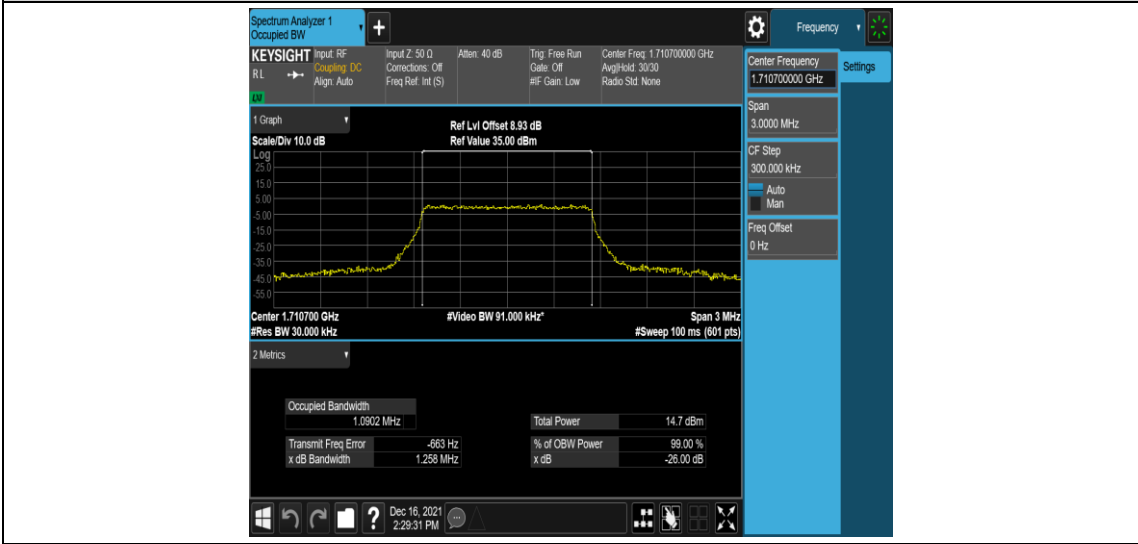 Spectrum Analyzer 1
Occupied BW
+
Frequency
KEYSIGHT
RL
Input: RF
Coupling: DC
Align: Auto
Input Z: 50 Ω
Corrections: Off
Freq Ref: Int (S)
Atten: 40 dB
Trig: Free Run
Gate: Off
#IF Gain: Low
Center Freq: 1.710700000 GHz
Avg|Hold: 30/30
Radio Std: None
Center Frequency
1.710700000 GHz
Settings
Span
3.0000 MHz
CF Step
300.000 kHz
Auto
Man
Freq Offset
0 Hz
1 Graph
Scale/Div 10.0 dB
Ref Lvl Offset 8.93 dB
Ref Value 35.00 dBm
Log
25.0
15.0
5.00
-5.00
-15.0
-25.0
-35.0
-45.0
-55.0
Center 1.710700 GHz
#Video BW 91.000 kHz*
Span 3 MHz
#Res BW 30.000 kHz
#Sweep 100 ms (601 pts)
2 Metrics
Occupied Bandwidth
1.0902 MHz
Total Power 14.7 dBm
Transmit Freq Error -663 Hz
% of OBW Power 99.00 %
x dB Bandwidth 1.258 MHz
x dB -26.00 dB
?
Dec 16, 2021
2:29:31 PM